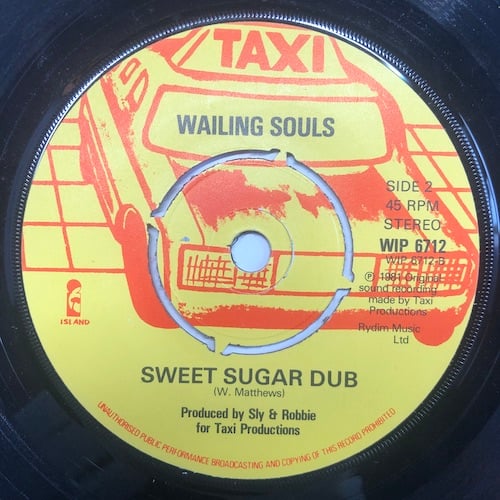 TAXI
WAILING SOULS
SIDE 2
45 RPM
STEREO
WIP 6712
WIP 6712-B
Ⓟ 1981 Original
sound recording
made by Taxi
Productions
Rydim Music
Ltd
ISLAND
SWEET SUGAR DUB
(W. Matthews)
Produced by Sly & Robbie
for Taxi Productions
UNAUTHORISED PUBLIC PERFORMANCE BROADCASTING AND COPYING OF THIS RECORD PROHIBITED